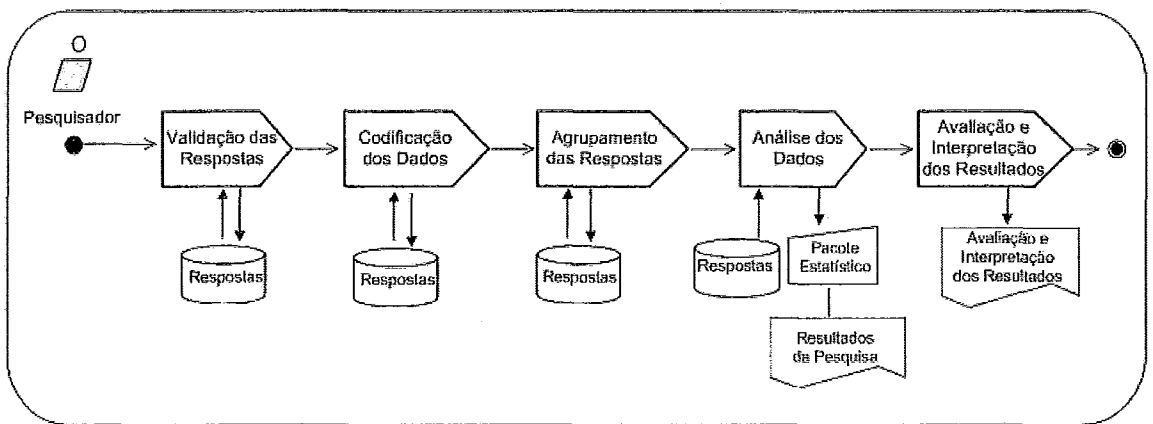 Pesquisador
Validação das
Respostas
Codificação
dos Dados
Agrupamento
das Respostas
Análise dos
Dados
Avaliação e
Interpretação
dos Resultados
Respostas
Respostas
Respostas
Respostas
Pacote
Estatístico
Avaliação e
Interpretação
dos Resultados
Resultados
da Pesquisa